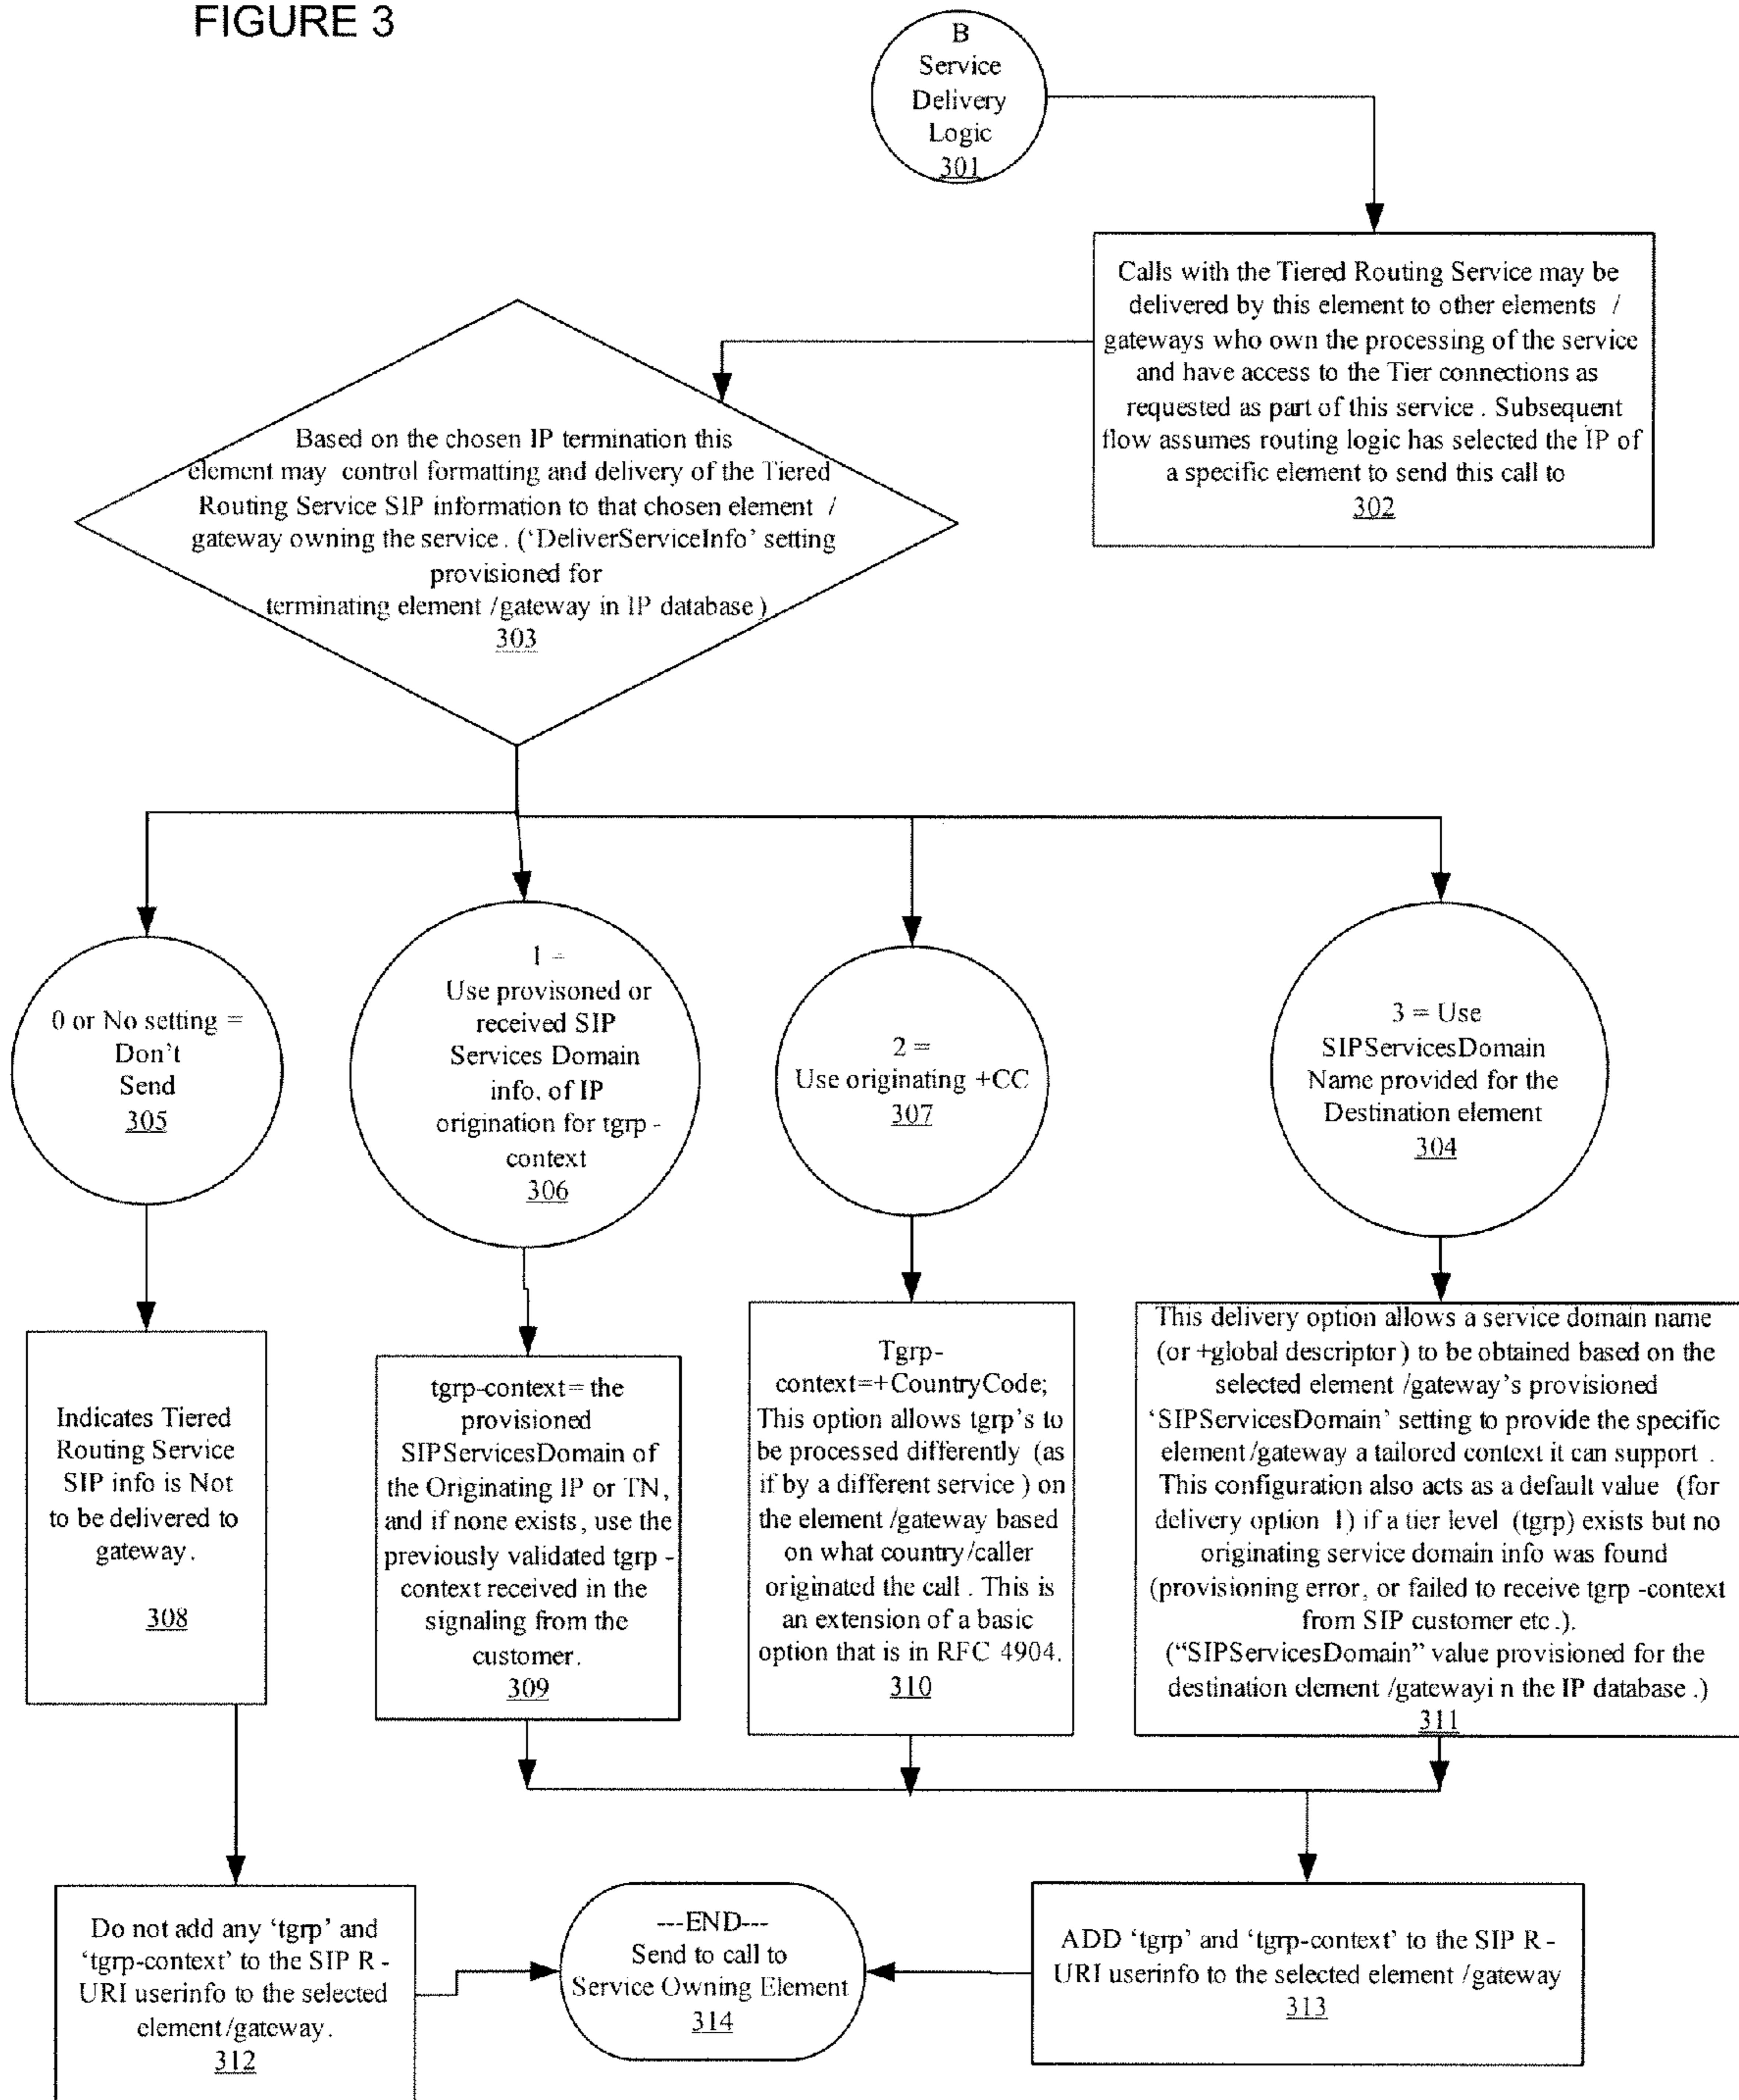 FIGURE 3
B
Service
Delivery
Logic
301
Calls with the Tiered Routing Service may be
delivered by this element to other elements /
gateways who own the processing of the service
and have access to the Tier connections as
requested as part of this service . Subsequent
flow assumes routing logic has selected the IP of
a specific element to send this call to
302
Based on the chosen IP termination this
element may control formatting and delivery of the Tiered
Routing Service SIP information to that chosen element /
gateway owning the service . (‘DeliverServiceInfo’ setting
provisioned for
terminating element /gateway in IP database )
303
0 or No setting =
Don’t
Send
305
1 =
Use provisoned or
received SIP
Services Domain
info. of IP
origination for tgrp -
context
306
2 =
Use originating +CC
307
3 = Use
SIPServicesDomain
Name provided for the
Destination element
304
Indicates Tiered
Routing Service
SIP info is Not
to be delivered to
gateway .
308
tgrp-context= the
provisioned
SIPServicesDomain of
the Originating IP or TN,
and if none exists , use the
previously validated tgrp -
context received in the
signaling from the
customer.
309
Tgrp-
context=+CountryCode;
This option allows tgrp’s to
be processed differently (as
if by a different service ) on
the element /gateway based
on what country/caller
originated the call . This is
an extension of a basic
option that is in RFC 4904.
310
This delivery option allows a service domain name
(or +global descriptor ) to be obtained based on the
selected element /gateway’s provisioned
‘SIPServicesDomain’ setting to provide the specific
element /gateway a tailored context it can support .
This configuration also acts as a default value (for
delivery option 1) if a tier level (tgrp) exists but no
originating service domain info was found
(provisioning error, or failed to receive tgrp -context
from SIP customer etc .).
(“SIPServicesDomain” value provisioned for the
destination element /gatewayi n the IP database .)
311
Do not add any ‘tgrp’ and
‘tgrp-context’ to the SIP R -
URI userinfo to the selected
element/gateway.
312
---END---
Send to call to
Service Owning Element
314
ADD ‘tgrp’ and ‘tgrp-context’ to the SIP R -
URI userinfo to the selected element /gateway
313